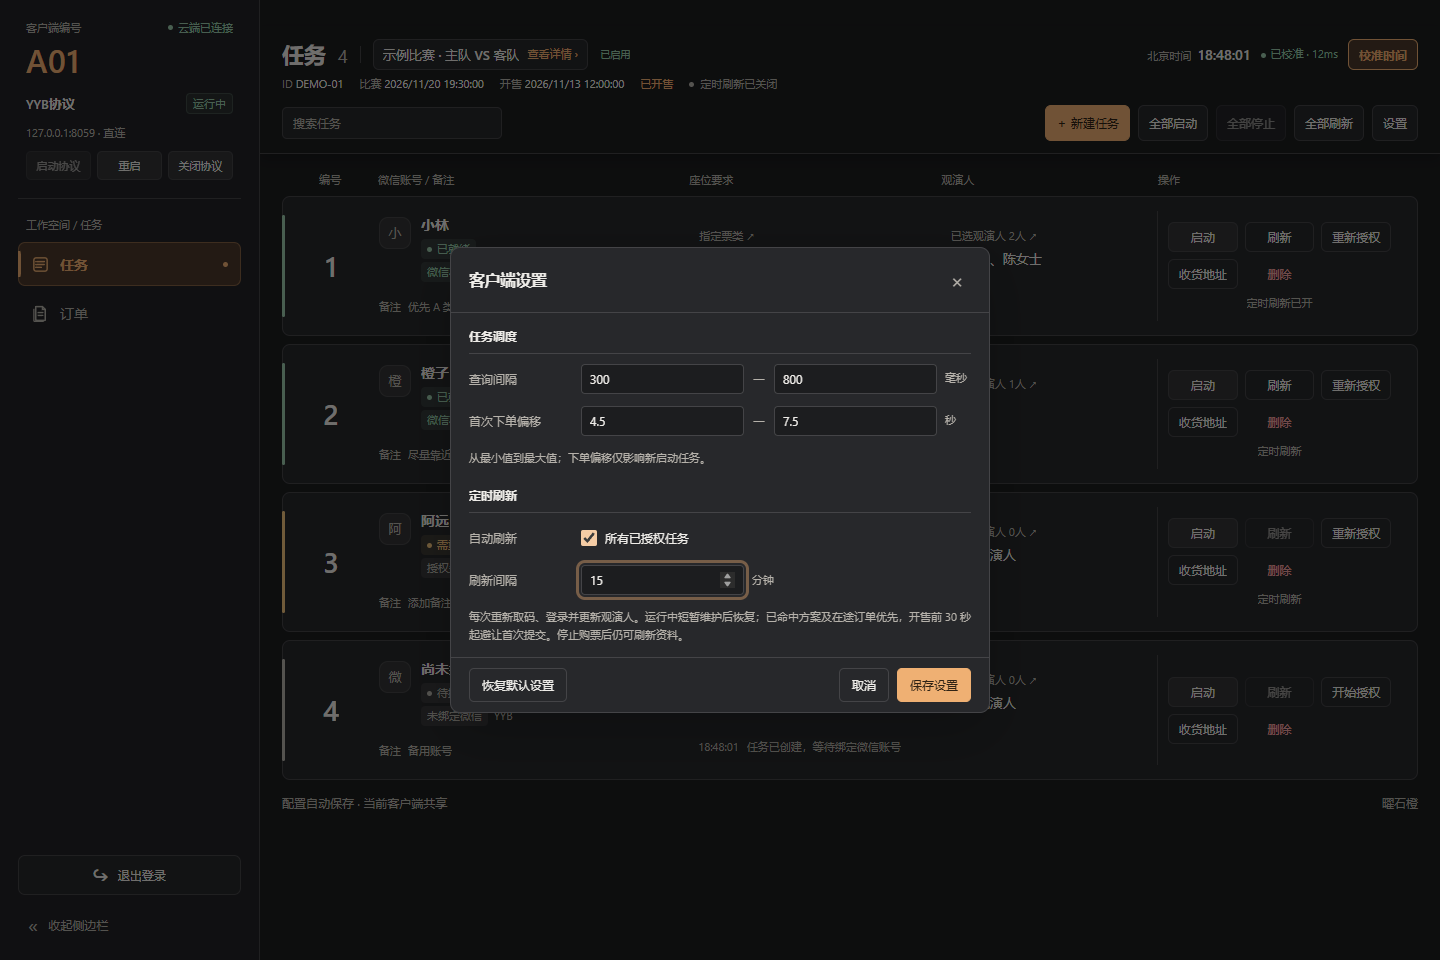 客户端编号
云端已连接
A01
YYB协议
运行中
127.0.0.1:8059 · 直连
启动协议
重启
关闭协议
工作空间 / 任务
任务
订单
退出登录
« 收起侧边栏
任务 4
示例比赛 · 主队 VS 客队 查看详情 ›
已启用
北京时间 18:48:01
已校准 · 12ms
校准时间
ID DEMO-01 比赛 2026/11/20 19:30:00 开售 2026/11/13 12:00:00 已开售 定时刷新已关闭
搜索任务
+ 新建任务
全部启动
全部停止
全部刷新
设置
编号
微信账号 / 备注
座位要求
观演人
操作
1
小
小林
微信
备注 优先 A 类
指定票类 ↗
已选观演人 2人 ↗
、陈女士
启动
刷新
重新授权
收货地址
删除
定时刷新已开
2
橙
橙子
微信
备注 尽量靠近
演人 1人 ↗
启动
刷新
重新授权
收货地址
删除
定时刷新
3
阿
阿远
授权
备注 添加备注
演人 0人 ↗
演人
启动
刷新
重新授权
收货地址
删除
定时刷新
4
微
尚未
未绑定微信 YYB
备注 备用账号
演人 0人 ↗
演人
18:48:01 任务已创建，等待绑定微信账号
启动
刷新
开始授权
收货地址
删除
配置自动保存 · 当前客户端共享
曜石橙
客户端设置
×
任务调度
查询间隔
300 — 800 毫秒
首次下单偏移
4.5 — 7.5 秒
从最小值到最大值；下单偏移仅影响新启动任务。
定时刷新
自动刷新
所有已授权任务
刷新间隔
15 分钟
每次重新取码、登录并更新观演人。运行中短暂维护后恢复；已命中方案及在途订单优先，开售前 30 秒
起避让首次提交。停止购票后仍可刷新资料。
恢复默认设置
取消
保存设置